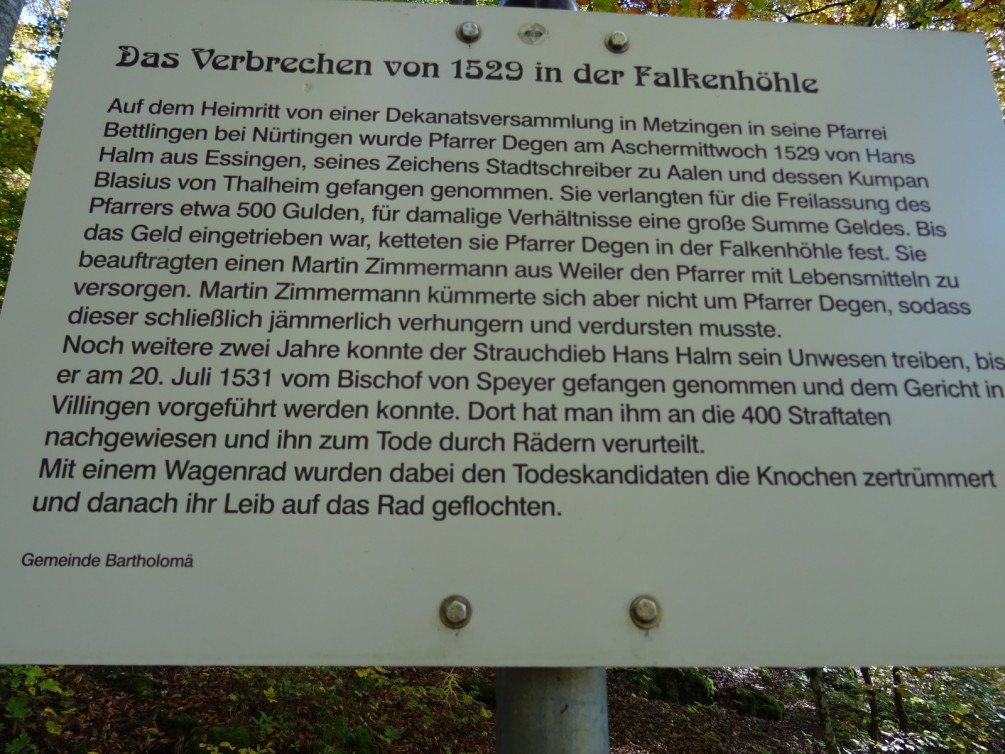 Das Verbrechen von 1529 in der Falkenhöhle
Auf dem Heimritt von einer Dekanatsversammlung in Metzingen in seine Pfarrei
Bettlingen bei Nürtingen wurde Pfarrer Degen am Aschermittwoch 1529 von Hans
Halm aus Essingen, seines Zeichens Stadtschreiber zu Aalen und dessen Kumpan
Blasius von Thalheim gefangen genommen. Sie verlangten für die Freilassung des
Pfarrers etwa 500 Gulden, für damalige Verhältnisse eine große Summe Geldes. Bis
das Geld eingetrieben war, ketteten sie Pfarrer Degen in der Falkenhöhle fest. Sie
beauftragten einen Martin Zimmermann aus Weiler den Pfarrer mit Lebensmitteln zu
versorgen. Martin Zimmermann kümmerte sich aber nicht um Pfarrer Degen, sodass
dieser schließlich jämmerlich verhungern und verdursten musste.
Noch weitere zwei Jahre konnte der Strauchdieb Hans Halm sein Unwesen treiben, bis
er am 20. Juli 1531 vom Bischof von Speyer gefangen genommen und dem Gericht in
Villingen vorgeführt werden konnte. Dort hat man ihm an die 400 Straftaten
nachgewiesen und ihn zum Tode durch Rädern verurteilt.
Mit einem Wagenrad wurden dabei den Todeskandidaten die Knochen zertrümmert
und danach ihr Leib auf das Rad geflochten.
Gemeinde Bartholomä